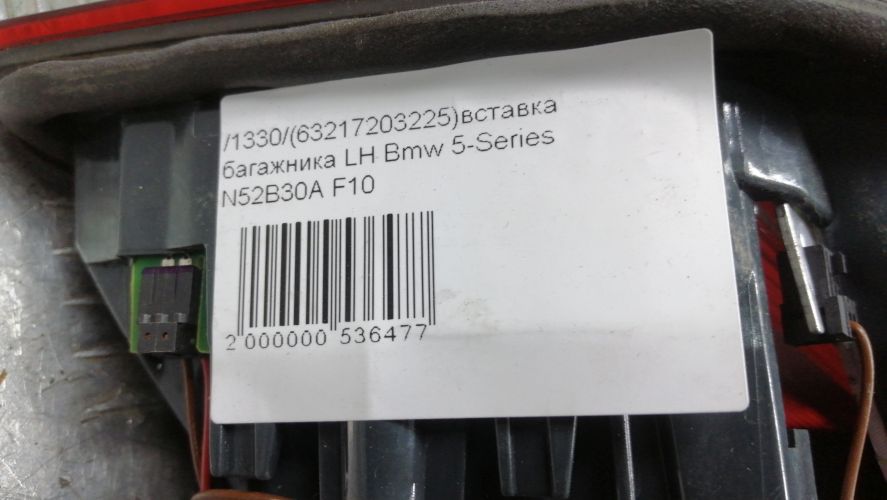 /1330/(63217203225)вставка
багажника LH Bmw 5-Series
N52B30A F10
2 000000 536477